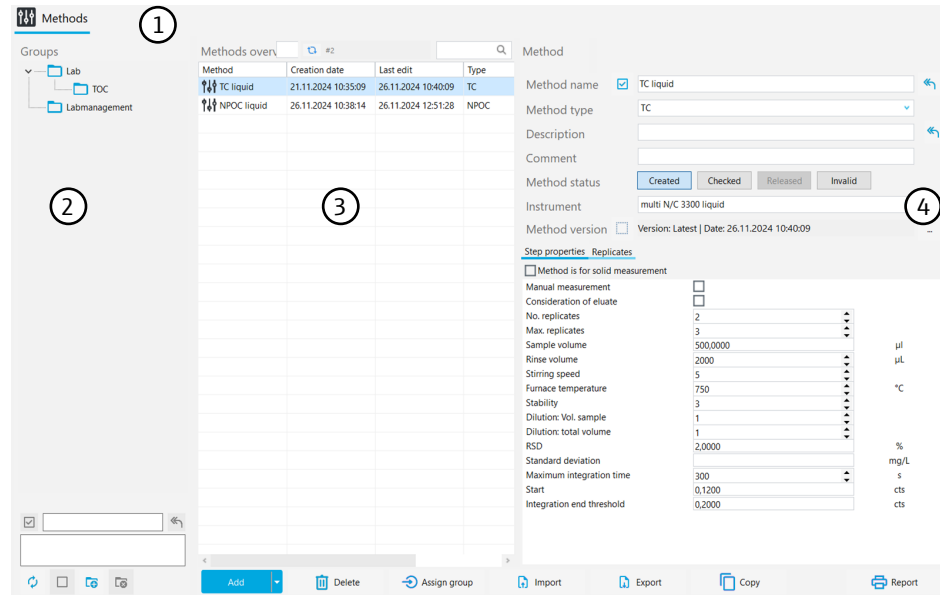 Methods
1
Groups
Lab
TOC
Labmanagement
2
Methods overv
#2
Method Creation date Last edit Type
TC liquid 21.11.2024 10:35:09 26.11.2024 10:40:09 TC
NPOC liquid 26.11.2024 10:38:14 26.11.2024 12:51:28 NPOC
3
Method
Method name TC liquid
Method type TC
Description
Comment
Method status Created Checked Released Invalid
Instrument multi N/C 3300 liquid
4
Method version Version: Latest | Date: 26.11.2024 10:40:09 ...
Step properties Replicates
Method is for solid measurement
Manual measurement
Consideration of eluate
No. replicates 2
Max. replicates 3
Sample volume 500,0000 µl
Rinse volume 2000 µL
Stirring speed 5
Furnace temperature 750 °C
Stability 3
Dilution: Vol. sample 1
Dilution: total volume 1
RSD 2,0000 %
Standard deviation mg/L
Maximum integration time 300 s
Start 0,1200 cts
Integration end threshold 0,2000 cts
Add Delete Assign group Import Export Copy Report